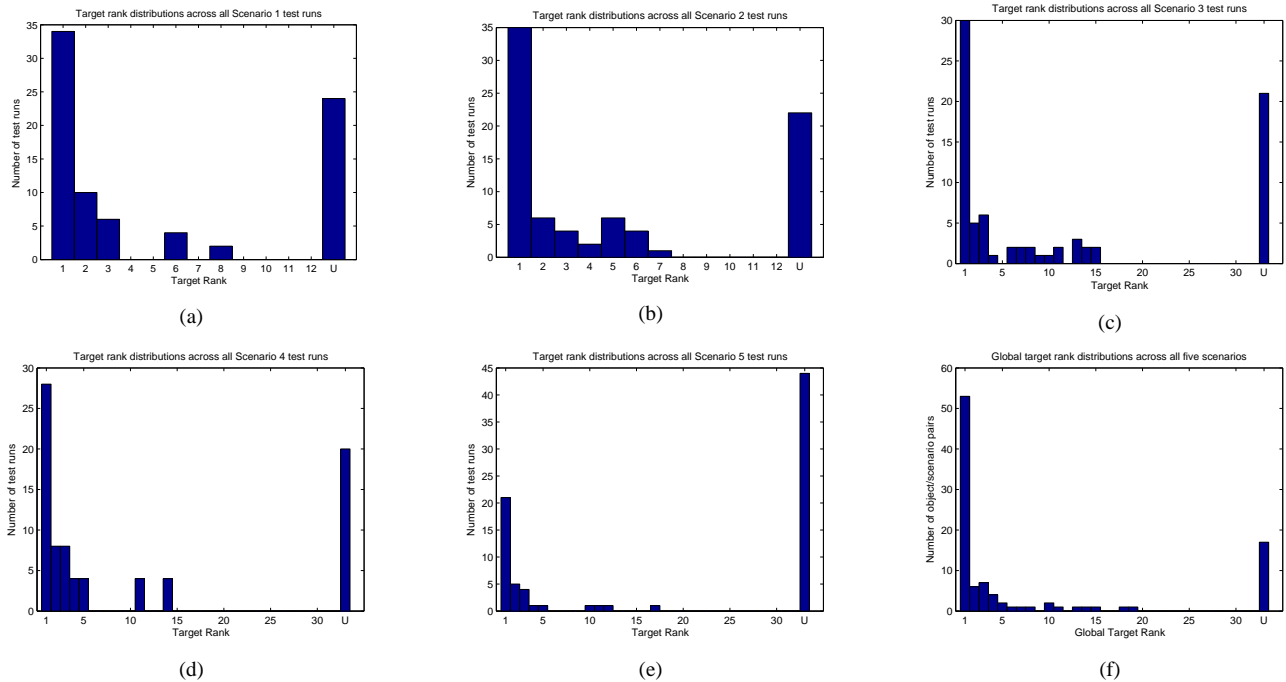 Target rank distributions across all Scenario 1 test runs
35
30
25
20
15
10
5
0
Number of test runs
1 2 3 4 5 6 7 8 9 10 11 12 U
Target Rank
(a)
Target rank distributions across all Scenario 2 test runs
35
30
25
20
15
10
5
0
Number of test runs
1 2 3 4 5 6 7 8 9 10 11 12 U
Target Rank
(b)
Target rank distributions across all Scenario 3 test runs
30
25
20
15
10
5
0
Number of test runs
1 5 10 15 20 25 30 U
Target Rank
(c)
Target rank distributions across all Scenario 4 test runs
30
25
20
15
10
5
0
Number of test runs
1 5 10 15 20 25 30 U
Target Rank
(d)
Target rank distributions across all Scenario 5 test runs
45
40
35
30
25
20
15
10
5
0
Number of test runs
1 5 10 15 20 25 30 U
Target Rank
(e)
Global target rank distributions across all five scenarios
60
50
40
30
20
10
0
Number of object/scenario pairs
1 5 10 15 20 25 30 U
Global Target Rank
(f)